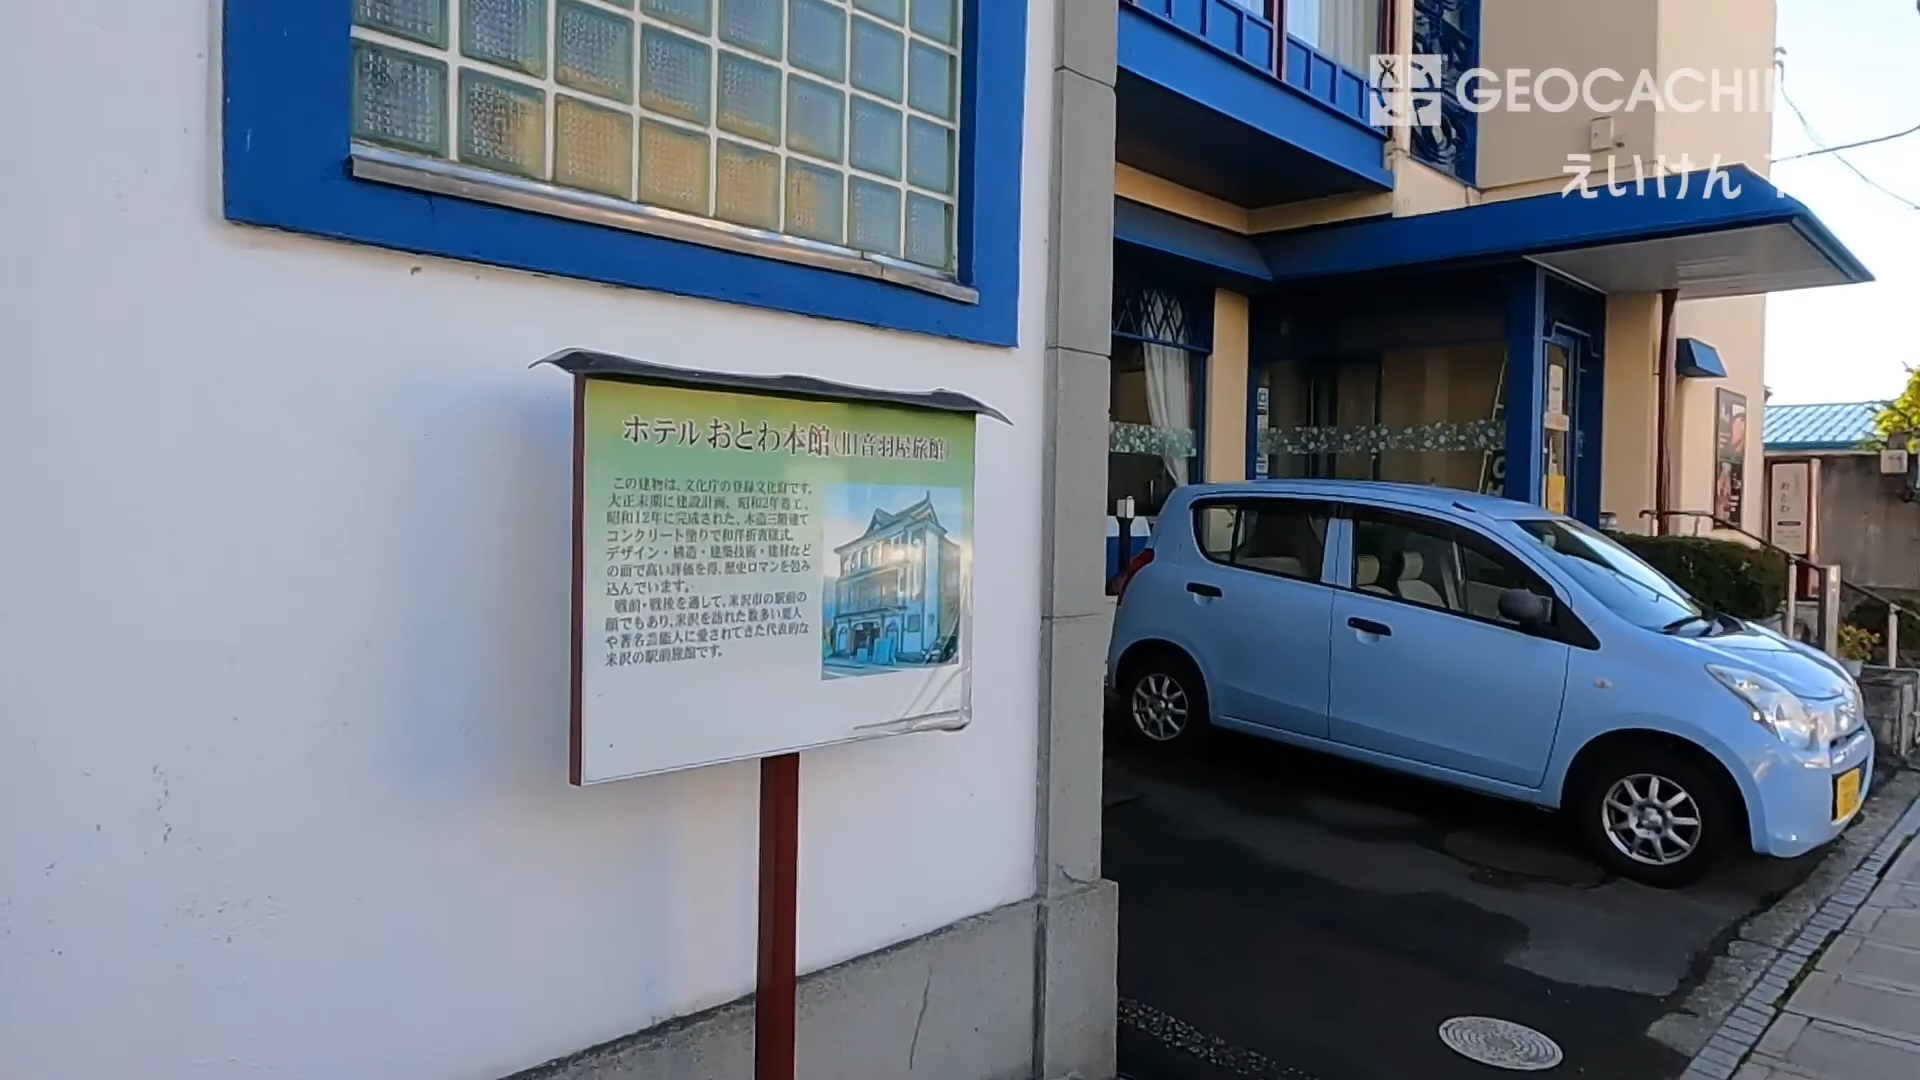 GEOCACHI
えいけん
ホテル おとわ本館(旧音羽屋旅館)
この建物は、文化庁の登録文化財です。
大正末期に建設計画、昭和2年着工、
昭和12年に完成された、木造三階建て
コンクリート塗りで和洋折衷様式。
デザイン・構造・建築技術・建材など
の面で高い評価を得、歴史ロマンを包み
込んでいます。
戦前・戦後を通して、米沢市の駅前の
顔でもあり、米沢を訪れた数多い要人
や著名芸能人に愛されてきた代表的な
米沢の駅前旅館です。
おとわ